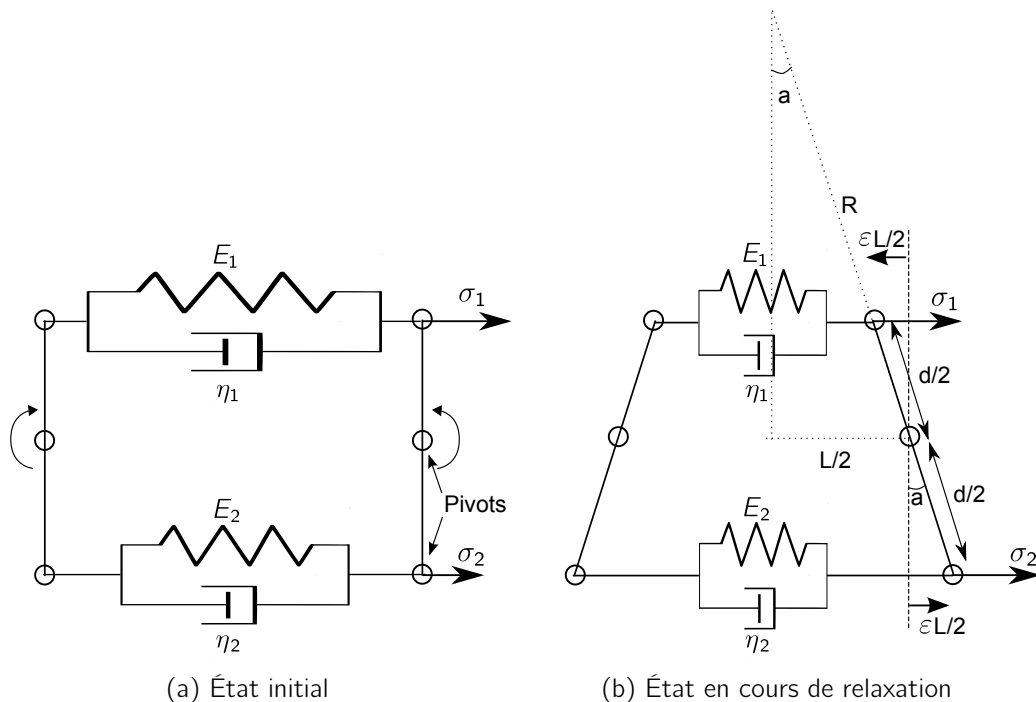 E₁
σ₁
η₁
Pivots
E₂
σ₂
η₂
(a) État initial
a
R
εL/2
E₁
σ₁
η₁
d/2
L/2
a
d/2
E₂
σ₂
η₂
εL/2
(b) État en cours de relaxation